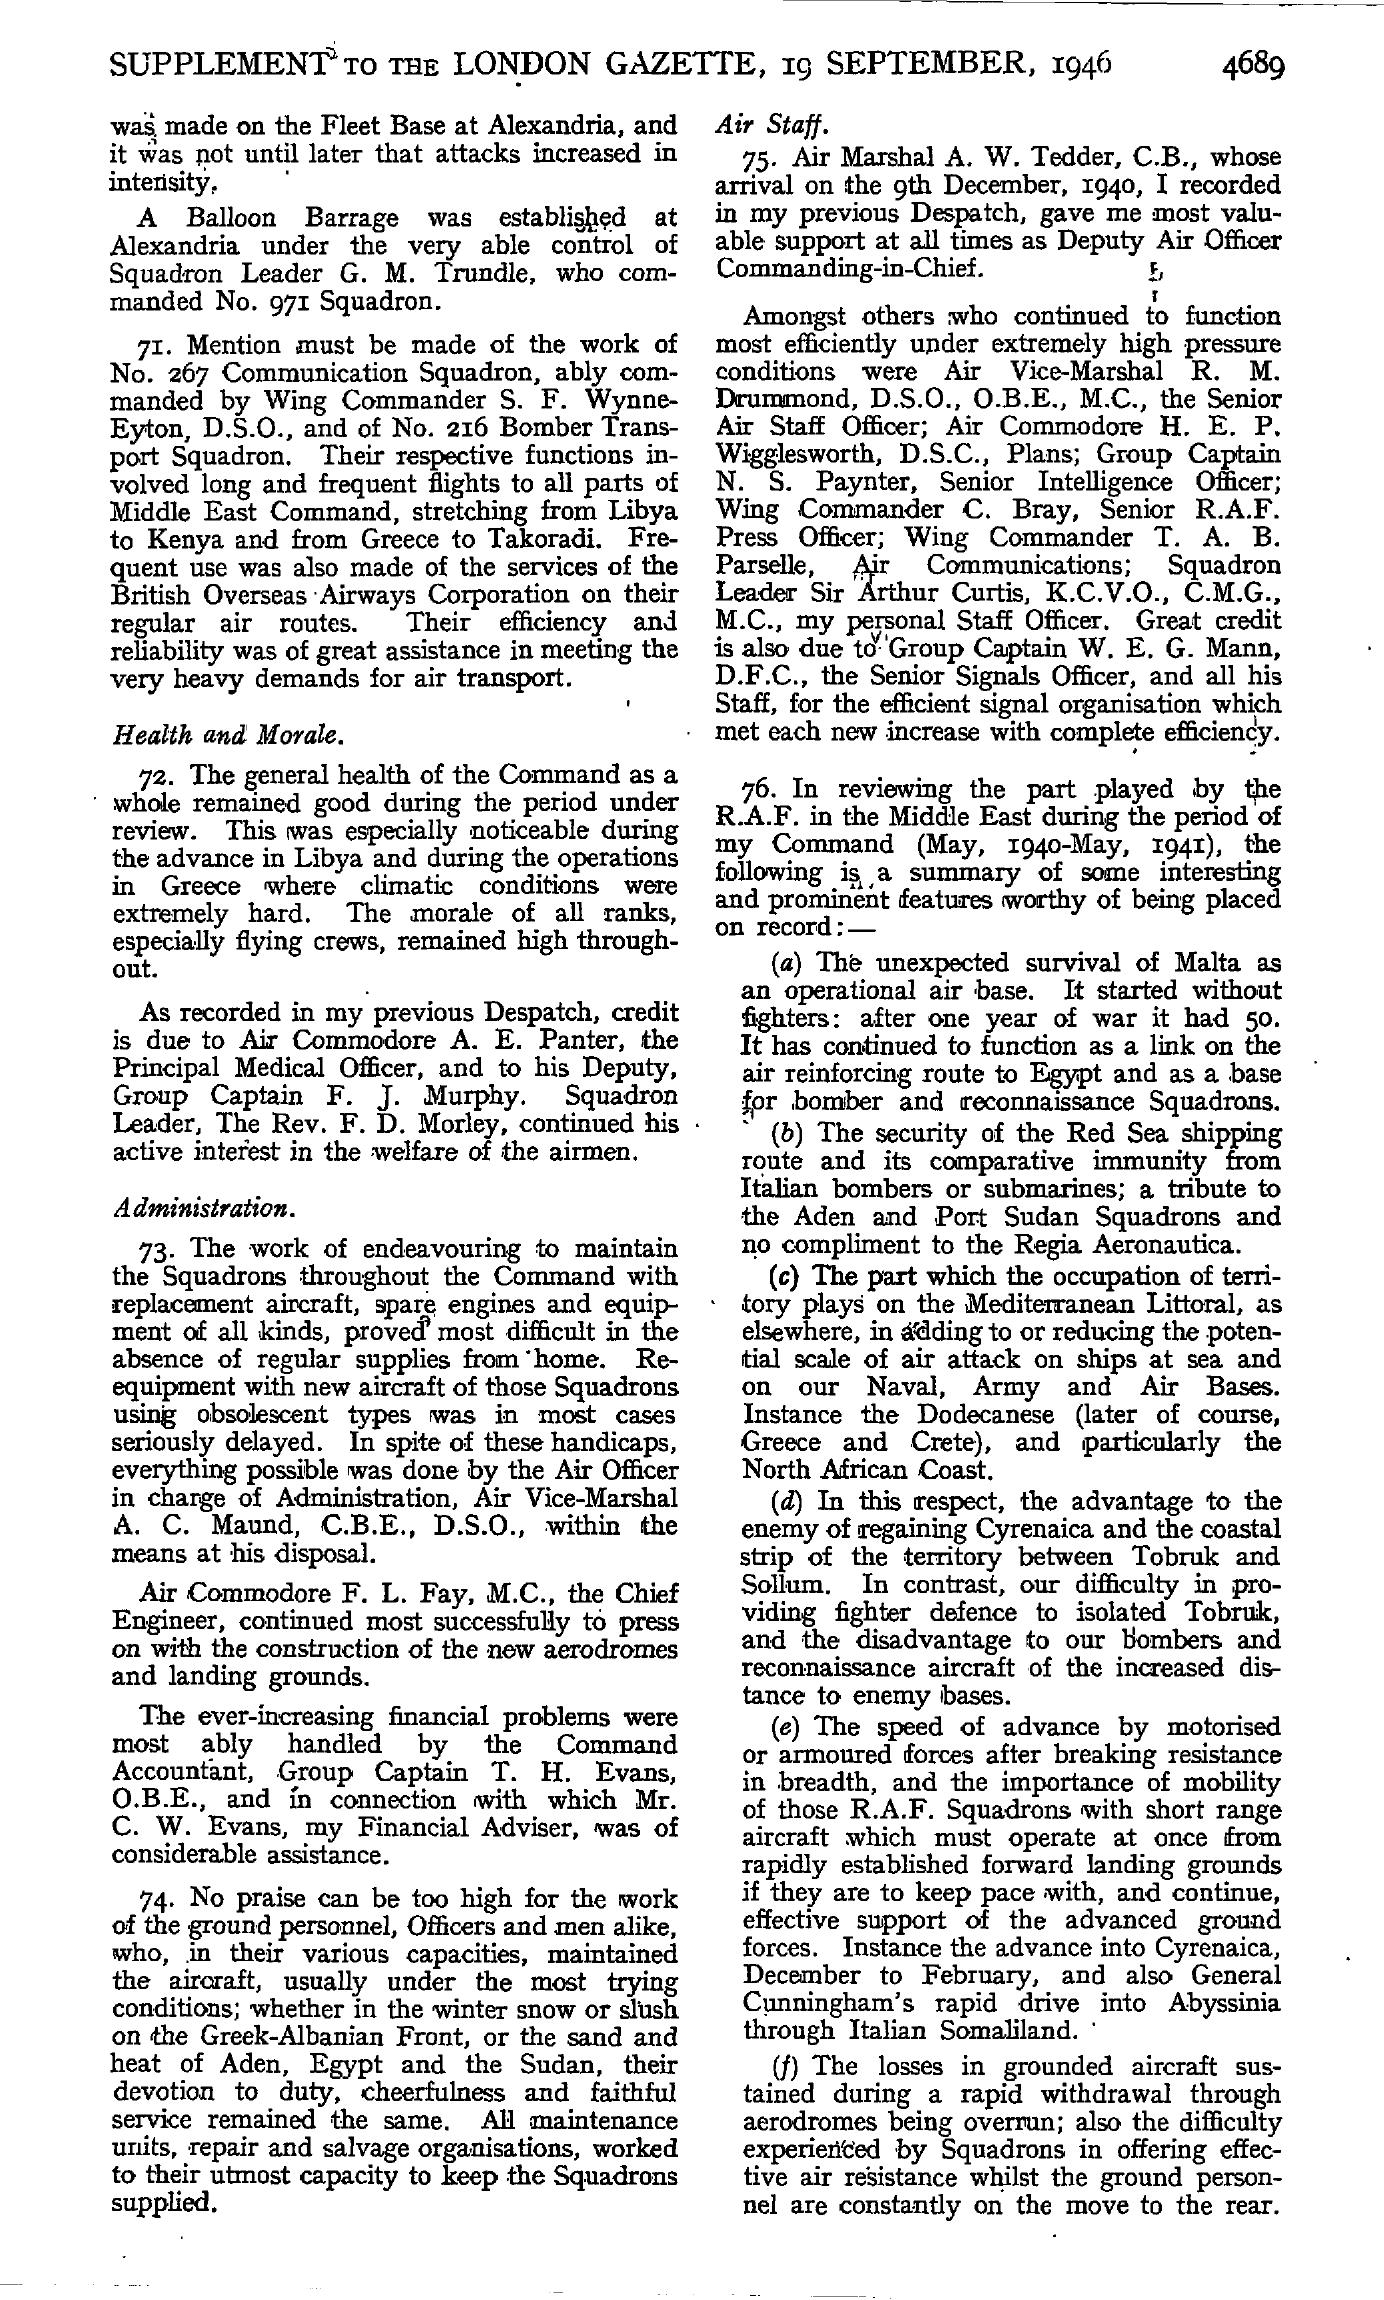 SUPPLEMENT TO THE LONDON GAZETTE, 19 SEPTEMBER, 1946 4689
was made on the Fleet Base at Alexandria, and
it was not until later that attacks increased in
intensity.
A Balloon Barrage was established at
Alexandria under the very able control of
Squadron Leader G. M. Trundle, who com-
manded No. 971 Squadron.
71. Mention must be made of the work of
No. 267 Communication Squadron, ably com-
manded by Wing Commander S. F. Wynne-
Eyton, D.S.O., and of No. 216 Bomber Trans-
port Squadron. Their respective functions in-
volved long and frequent flights to all parts of
Middle East Command, stretching from Libya
to Kenya and from Greece to Takoradi. Fre-
quent use was also made of the services of the
British Overseas Airways Corporation on their
regular air routes. Their efficiency and
reliability was of great assistance in meeting the
very heavy demands for air transport.
Health and Morale.
72. The general health of the Command as a
whole remained good during the period under
review. This was especially noticeable during
the advance in Libya and during the operations
in Greece where climatic conditions were
extremely hard. The morale of all ranks,
especially flying crews, remained high through-
out.
As recorded in my previous Despatch, credit
is due to Air Commodore A. E. Panter, the
Principal Medical Officer, and to his Deputy,
Group Captain F. J. Murphy. Squadron
Leader, The Rev. F. D. Morley, continued his
active interest in the welfare of the airmen.
Administration.
73. The work of endeavouring to maintain
the Squadrons throughout the Command with
replacement aircraft, spare engines and equip-
ment of all kinds, proved most difficult in the
absence of regular supplies from home. Re-
equipment with new aircraft of those Squadrons
using obsolescent types was in most cases
seriously delayed. In spite of these handicaps,
everything possible was done by the Air Officer
in charge of Administration, Air Vice-Marshal
A. C. Maund, C.B.E., D.S.O., within the
means at his disposal.
Air Commodore F. L. Fay, M.C., the Chief
Engineer, continued most successfully to press
on with the construction of the new aerodromes
and landing grounds.
The ever-increasing financial problems were
most ably handled by the Command
Accountant, Group Captain T. H. Evans,
O.B.E., and in connection with which Mr.
C. W. Evans, my Financial Adviser, was of
considerable assistance.
74. No praise can be too high for the work
of the ground personnel, Officers and men alike,
who, in their various capacities, maintained
the aircraft, usually under the most trying
conditions; whether in the winter snow or slush
on the Greek-Albanian Front, or the sand and
heat of Aden, Egypt and the Sudan, their
devotion to duty, cheerfulness and faithful
service remained the same. All maintenance
units, repair and salvage organisations, worked
to their utmost capacity to keep the Squadrons
supplied.
Air Staff.
75. Air Marshal A. W. Tedder, C.B., whose
arrival on the 9th December, 1940, I recorded
in my previous Despatch, gave me most valu-
able support at all times as Deputy Air Officer
Commanding-in-Chief.
Amongst others who continued to function
most efficiently under extremely high pressure
conditions were Air Vice-Marshal R. M.
Drummond, D.S.O., O.B.E., M.C., the Senior
Air Staff Officer; Air Commodore H. E. P.
Wigglesworth, D.S.C., Plans; Group Captain
N. S. Paynter, Senior Intelligence Officer;
Wing Commander C. Bray, Senior R.A.F.
Press Officer; Wing Commander T. A. B.
Parselle, Air Communications; Squadron
Leader Sir Arthur Curtis, K.C.V.O., C.M.G.,
M.C., my personal Staff Officer. Great credit
is also due to Group Captain W. E. G. Mann,
D.F.C., the Senior Signals Officer, and all his
Staff, for the efficient signal organisation which
met each new increase with complete efficiency.
76. In reviewing the part played by the
R.A.F. in the Middle East during the period of
my Command (May, 1940-May, 1941), the
following is a summary of some interesting
and prominent features worthy of being placed
on record:—
(a) The unexpected survival of Malta as
an operational air base. It started without
fighters: after one year of war it had 50.
It has continued to function as a link on the
air reinforcing route to Egypt and as a base
for bomber and reconnaissance Squadrons.
(b) The security of the Red Sea shipping
route and its comparative immunity from
Italian bombers or submarines; a tribute to
the Aden and Port Sudan Squadrons and
no compliment to the Regia Aeronautica.
(c) The part which the occupation of terri-
tory plays on the Mediterranean Littoral, as
elsewhere, in adding to or reducing the poten-
tial scale of air attack on ships at sea and
on our Naval, Army and Air Bases.
Instance the Dodecanese (later of course,
Greece and Crete), and particularly the
North African Coast.
(d) In this respect, the advantage to the
enemy of regaining Cyrenaica and the coastal
strip of the territory between Tobruk and
Sollum. In contrast, our difficulty in pro-
viding fighter defence to isolated Tobruk,
and the disadvantage to our bombers and
reconnaissance aircraft of the increased dis-
tance to enemy bases.
(e) The speed of advance by motorised
or armoured forces after breaking resistance
in breadth, and the importance of mobility
of those R.A.F. Squadrons with short range
aircraft which must operate at once from
rapidly established forward landing grounds
if they are to keep pace with, and continue,
effective support of the advanced ground
forces. Instance the advance into Cyrenaica,
December to February, and also General
Cunningham's rapid drive into Abyssinia
through Italian Somaliland.
(f) The losses in grounded aircraft sus-
tained during a rapid withdrawal through
aerodromes being overrun; also the difficulty
experienced by Squadrons in offering effec-
tive air resistance whilst the ground person-
nel are constantly on the move to the rear.